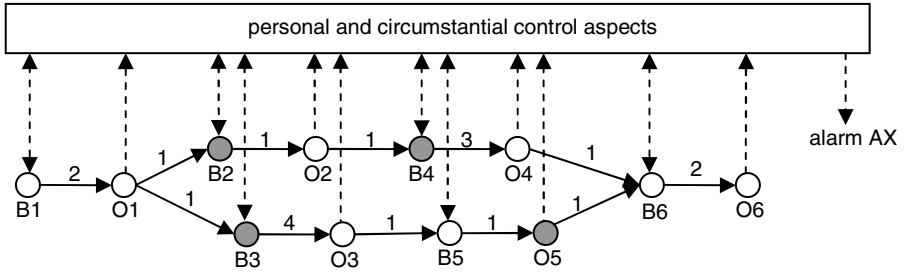 personal and circumstantial control aspects
alarm AX
1
1
3
1
B2
O2
B4
O4
2
1
2
B1
O1
B6
O6
1
4
1
1
1
B3
O3
B5
O5